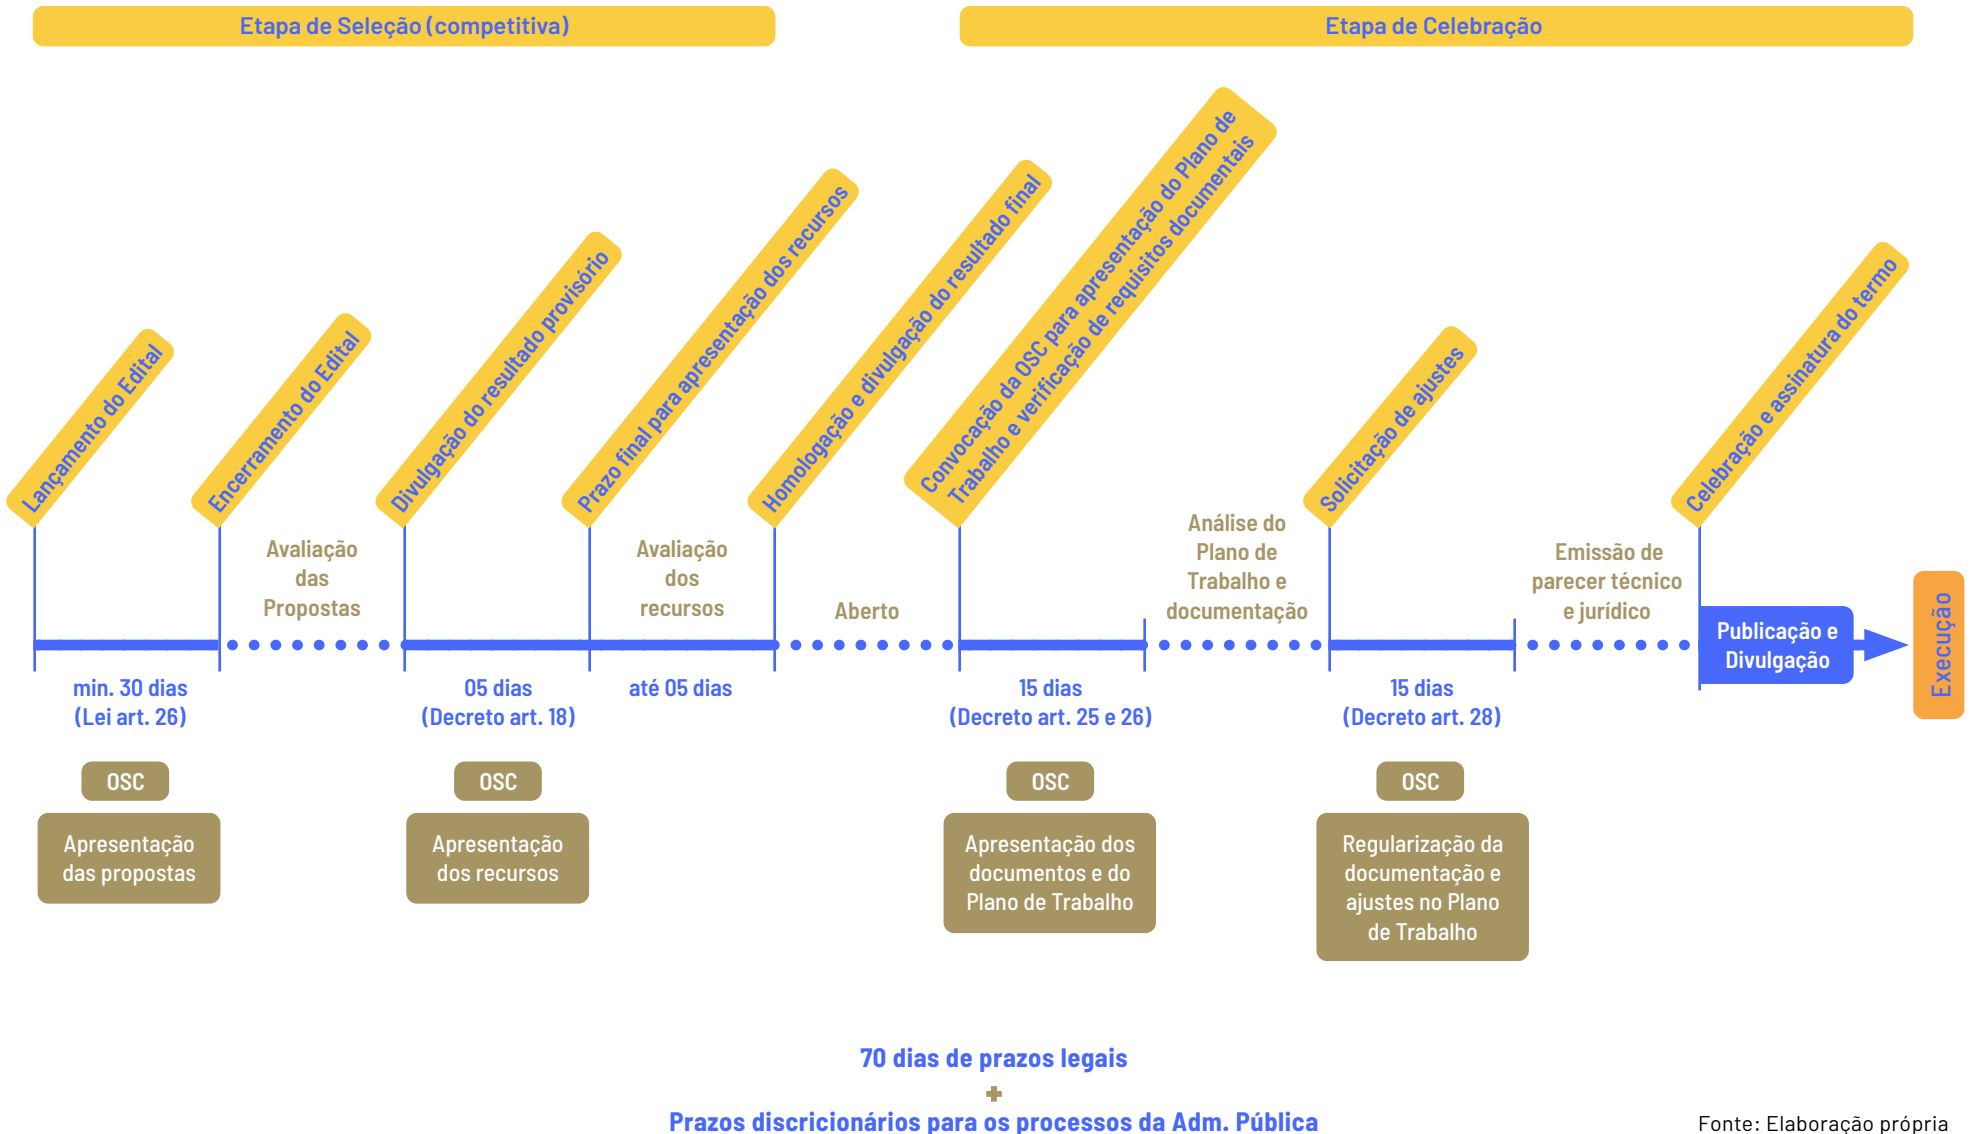 Etapa de Seleção (competitiva)
Etapa de Celebração
Lançamento do Edital
Encerramento do Edital
Divulgação do resultado provisório
Prazo final para apresentação dos recursos
Homologação e divulgação do resultado final
Convocação da OSC para apresentação do Plano de
Trabalho e verificação de requisitos documentais
Solicitação de ajustes
Celebração e assinatura do termo
Avaliação
das
Propostas
Avaliação
dos
recursos
Aberto
Análise do
Plano de
Trabalho e
documentação
Emissão de
parecer técnico
e jurídico
Publicação e
Divulgação
Execução
min. 30 dias
(Lei art. 26)
05 dias
(Decreto art. 18)
até 05 dias
15 dias
(Decreto art. 25 e 26)
15 dias
(Decreto art. 28)
OSC
Apresentação
das propostas
OSC
Apresentação
dos recursos
OSC
Apresentação dos
documentos e do
Plano de Trabalho
OSC
Regularização da
documentação e
ajustes no Plano
de Trabalho
70 dias de prazos legais
+
Prazos discricionários para os processos da Adm. Pública
Fonte: Elaboração própria